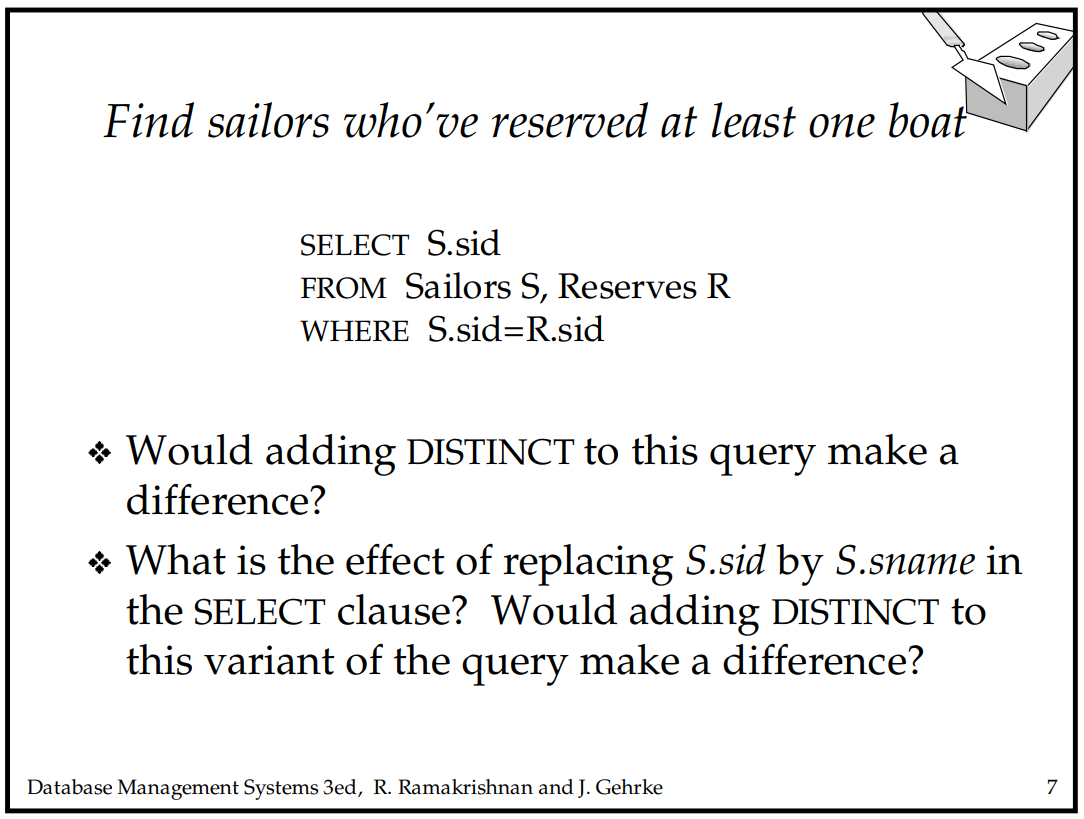 Find sailors who’ve reserved at least one boat
SELECT S.sid
FROM Sailors S, Reserves R
WHERE S.sid=R.sid
❖ Would adding DISTINCT to this query make a
difference?
❖ What is the effect of replacing S.sid by S.sname in
the SELECT clause? Would adding DISTINCT to
this variant of the query make a difference?
Database Management Systems 3ed, R. Ramakrishnan and J. Gehrke 7